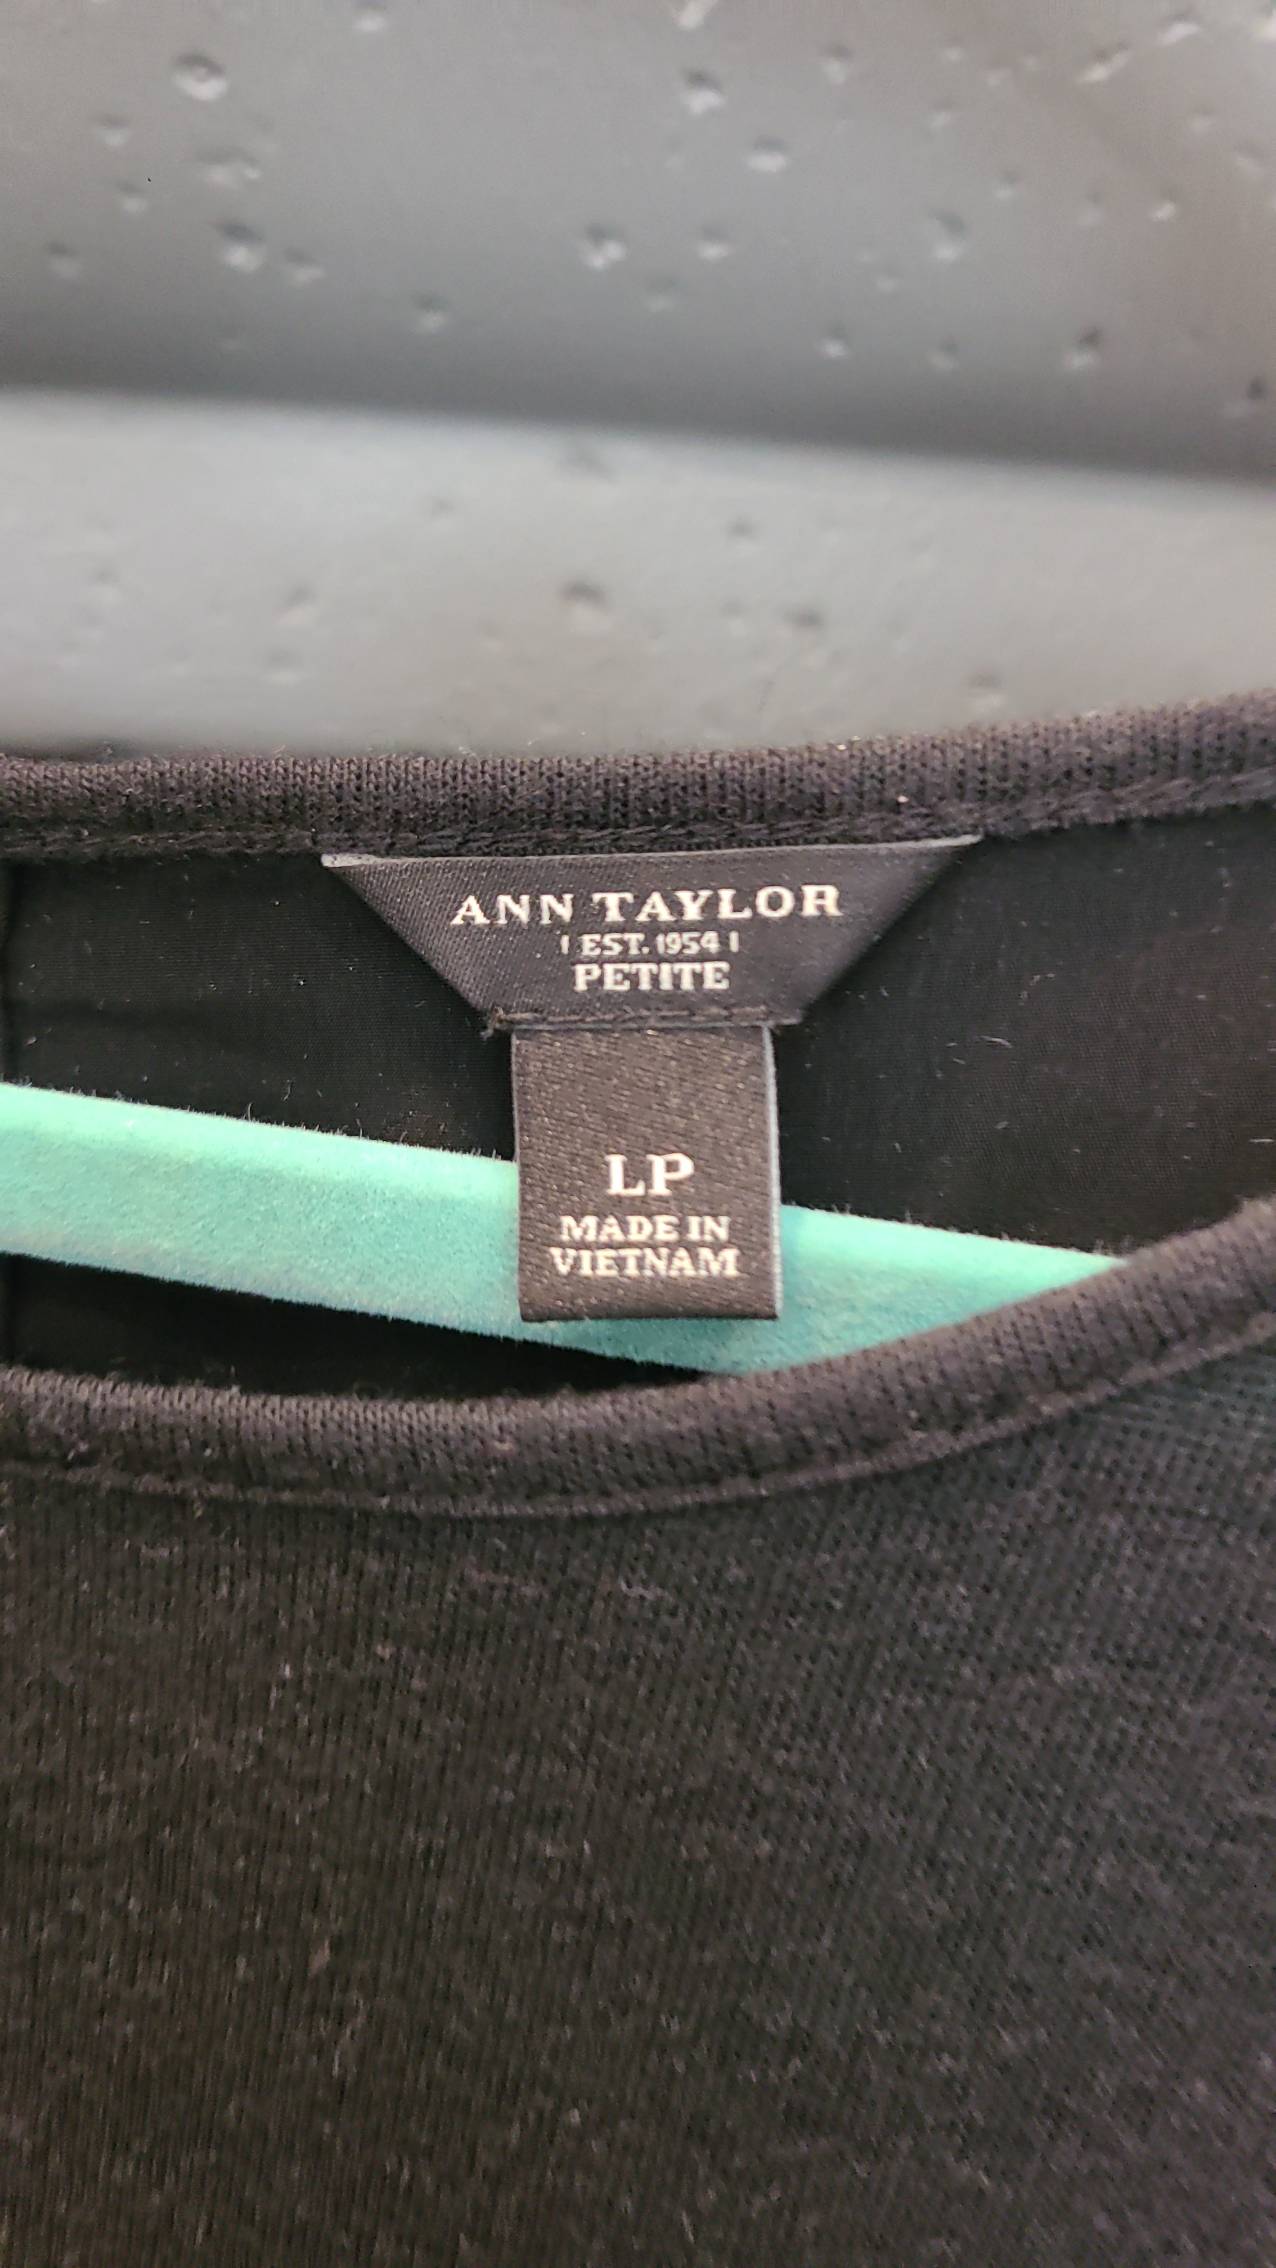 ANN TAYLOR
| EST. 1954 |
PETITE
LP
MADE IN
VIETNAM